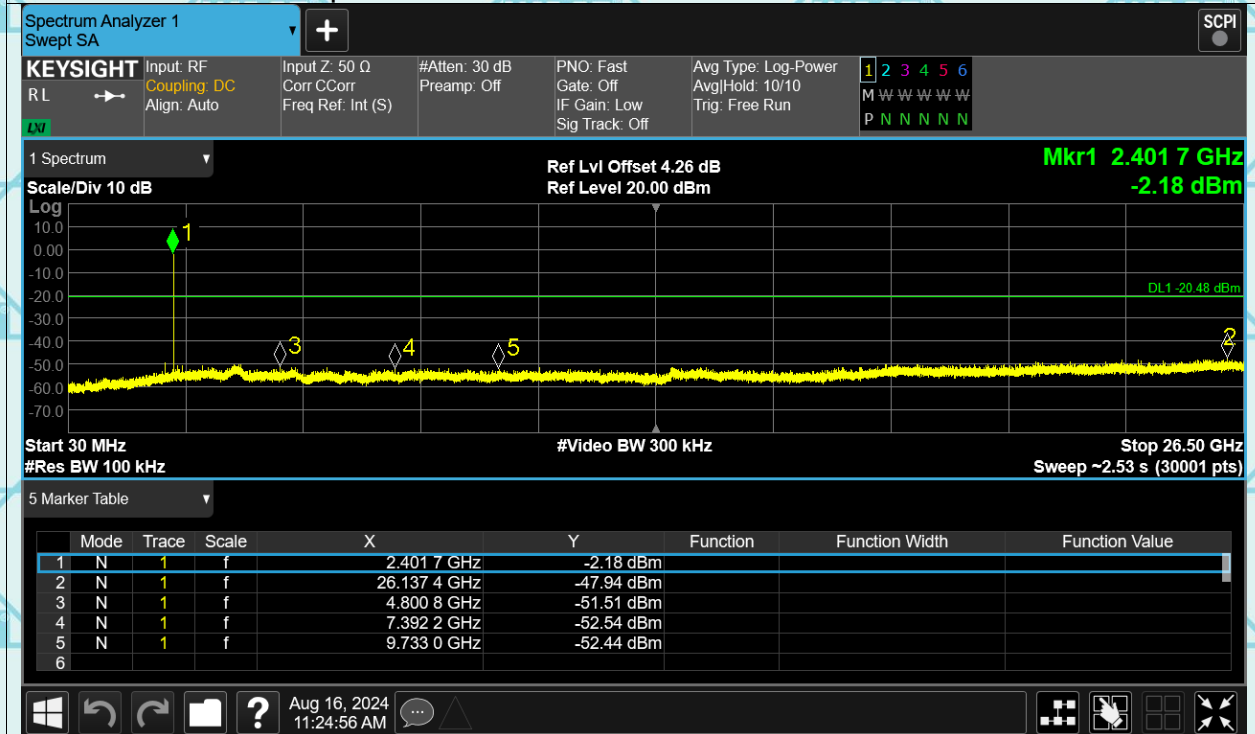 Spectrum Analyzer 1
Swept SA
+
SCPI
KEYSIGHT
RL
LXI
Input: RF
Coupling: DC
Align: Auto
Input Z: 50 Ω
Corr CCorr
Freq Ref: Int (S)
#Atten: 30 dB
Preamp: Off
PNO: Fast
Gate: Off
IF Gain: Low
Sig Track: Off
Avg Type: Log-Power
Avg|Hold: 10/10
Trig: Free Run
1 2 3 4 5 6
M W W W W W
P N N N N N
1 Spectrum
Scale/Div 10 dB
Ref Lvl Offset 4.26 dB
Ref Level 20.00 dBm
Mkr1 2.401 7 GHz
-2.18 dBm
Log
10.0
0.00
-10.0
-20.0
-30.0
-40.0
-50.0
-60.0
-70.0
1
DL1 -20.48 dBm
3
4
5
2
Start 30 MHz
#Res BW 100 kHz
#Video BW 300 kHz
Stop 26.50 GHz
Sweep ~2.53 s (30001 pts)
5 Marker Table
Mode Trace Scale X Y Function Function Width Function Value
1 N 1 f 2.401 7 GHz -2.18 dBm
2 N 1 f 26.137 4 GHz -47.94 dBm
3 N 1 f 4.800 8 GHz -51.51 dBm
4 N 1 f 7.392 2 GHz -52.54 dBm
5 N 1 f 9.733 0 GHz -52.44 dBm
6
?
Aug 16, 2024
11:24:56 AM